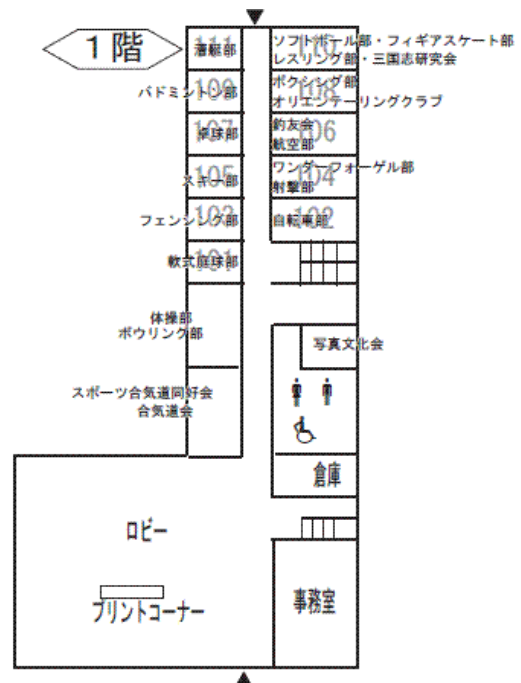 1階
111
漕艇部
110
ソフトボール部・フィギアスケート部
レスリング部・三国志研究会
109
バドミントン部
108
ボクシング部
オリエンテーリングクラブ
107
卓球部
106
釣友会
航空部
105
スキー部
104
ワンダーフォーゲル部
射撃部
103
フェンシング部
102
自転車部
101
軟式庭球部
体操部
ボウリング部
写真文化会
スポーツ合気道同好会
合気道会
倉庫
ロビー
プリントコーナー
事務室